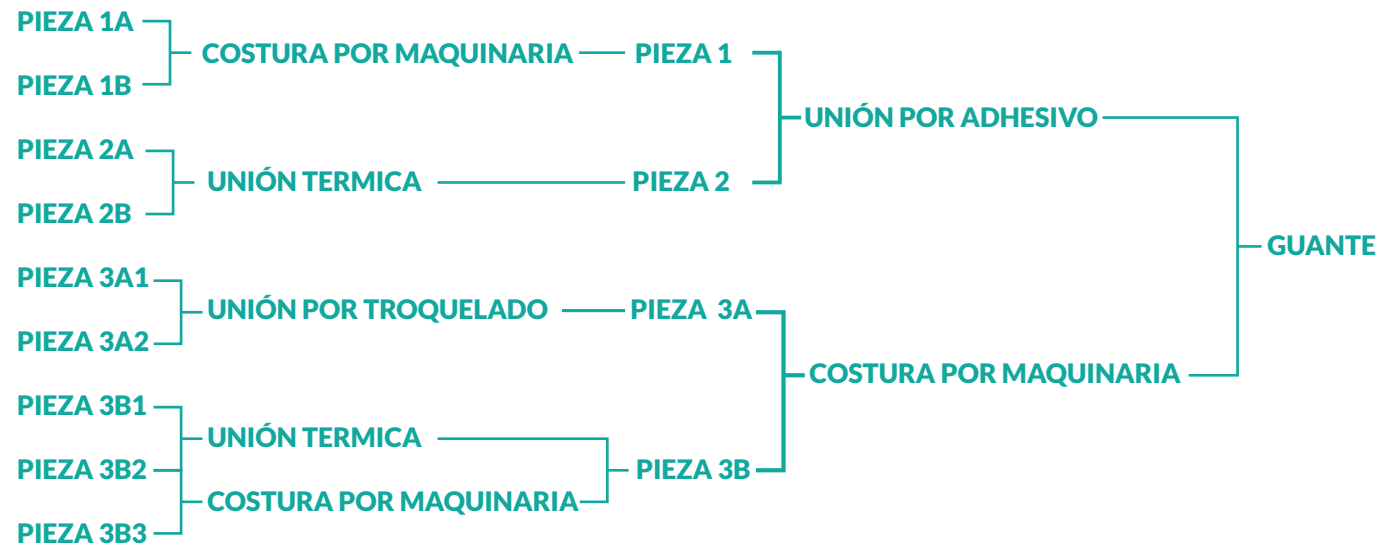 PIEZA 1A
COSTURA POR MAQUINARIA
PIEZA 1
PIEZA 1B
UNIÓN POR ADHESIVO
PIEZA 2A
UNIÓN TERMICA
PIEZA 2
PIEZA 2B
GUANTE
PIEZA 3A1
UNIÓN POR TROQUELADO
PIEZA 3A
PIEZA 3A2
COSTURA POR MAQUINARIA
PIEZA 3B1
UNIÓN TERMICA
PIEZA 3B2
PIEZA 3B
COSTURA POR MAQUINARIA
PIEZA 3B3